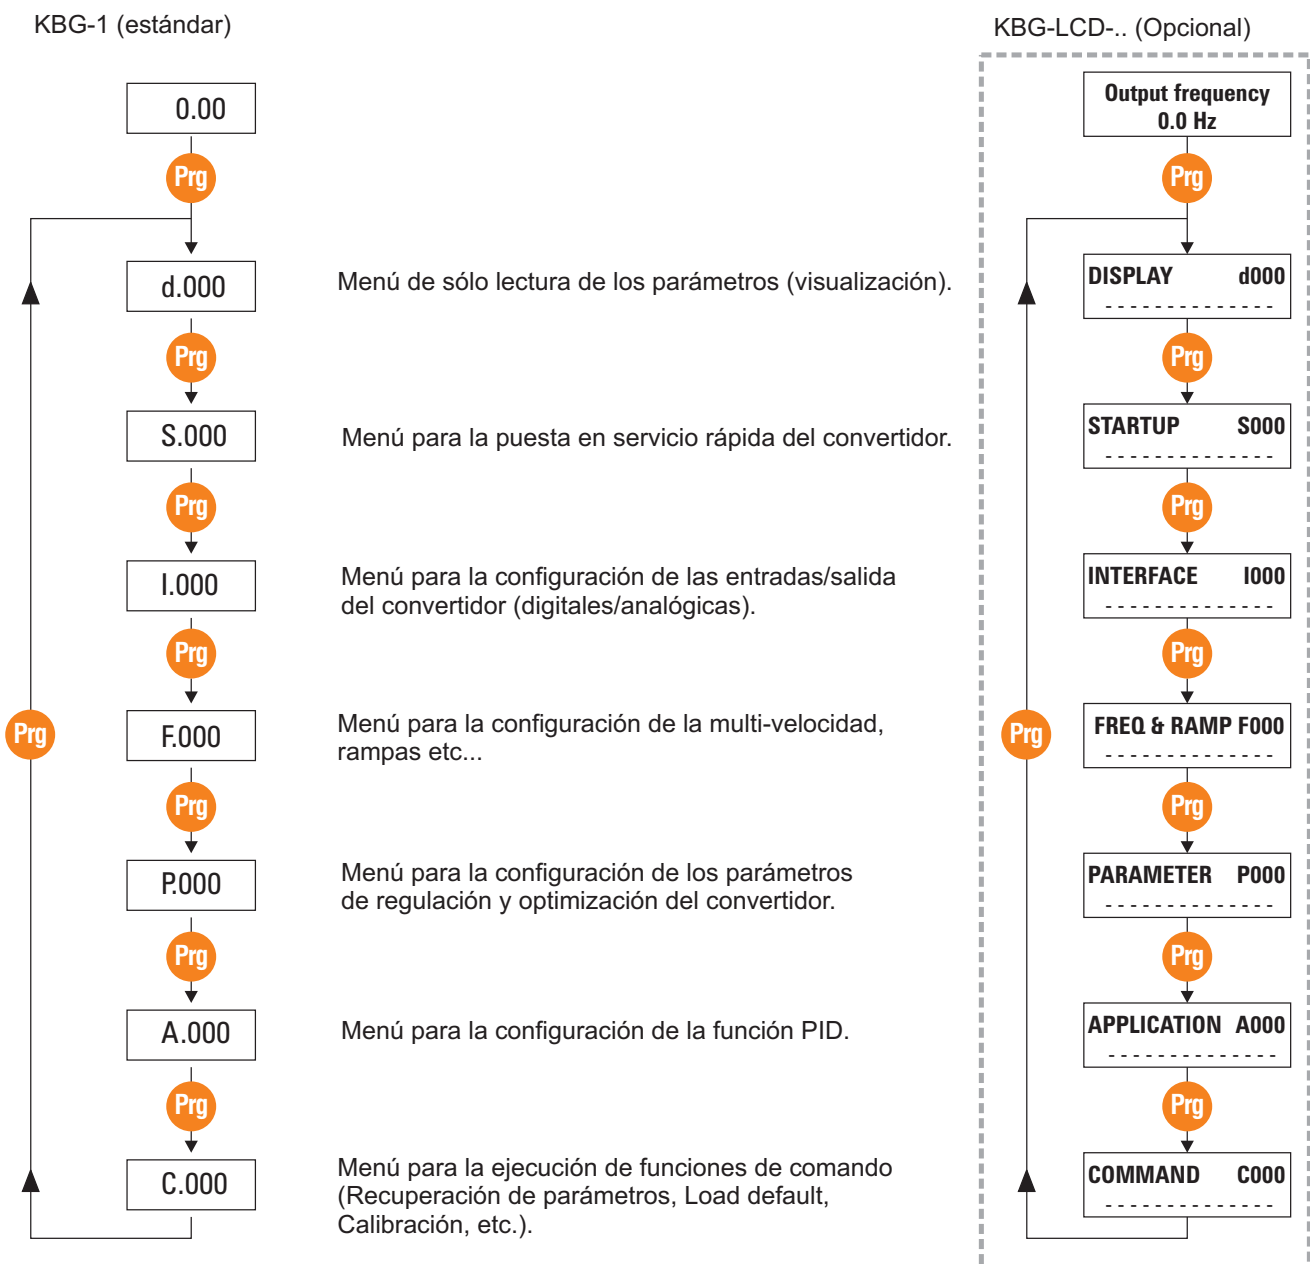 KBG-1 (estándar)
KBG-LCD-.. (Opcional)
0.00
Output frequency
0.0 Hz
Prg
Prg
d.000
Menú de sólo lectura de los parámetros (visualización).
DISPLAY d000
- - - - - - - - - - - - - -
Prg
Prg
S.000
Menú para la puesta en servicio rápida del convertidor.
STARTUP S000
- - - - - - - - - - - - - -
Prg
Prg
I.000
Menú para la configuración de las entradas/salida
del convertidor (digitales/analógicas).
INTERFACE I000
- - - - - - - - - - - - - -
Prg
Prg
Prg
F.000
Menú para la configuración de la multi-velocidad,
rampas etc...
Prg
FREQ & RAMP F000
- - - - - - - - - - - - - -
Prg
Prg
P.000
Menú para la configuración de los parámetros
de regulación y optimización del convertidor.
PARAMETER P000
- - - - - - - - - - - - - -
Prg
Prg
A.000
Menú para la configuración de la función PID.
APPLICATION A000
- - - - - - - - - - - - - -
Prg
Prg
C.000
Menú para la ejecución de funciones de comando
(Recuperación de parámetros, Load default,
Calibración, etc.).
COMMAND C000
- - - - - - - - - - - - - -